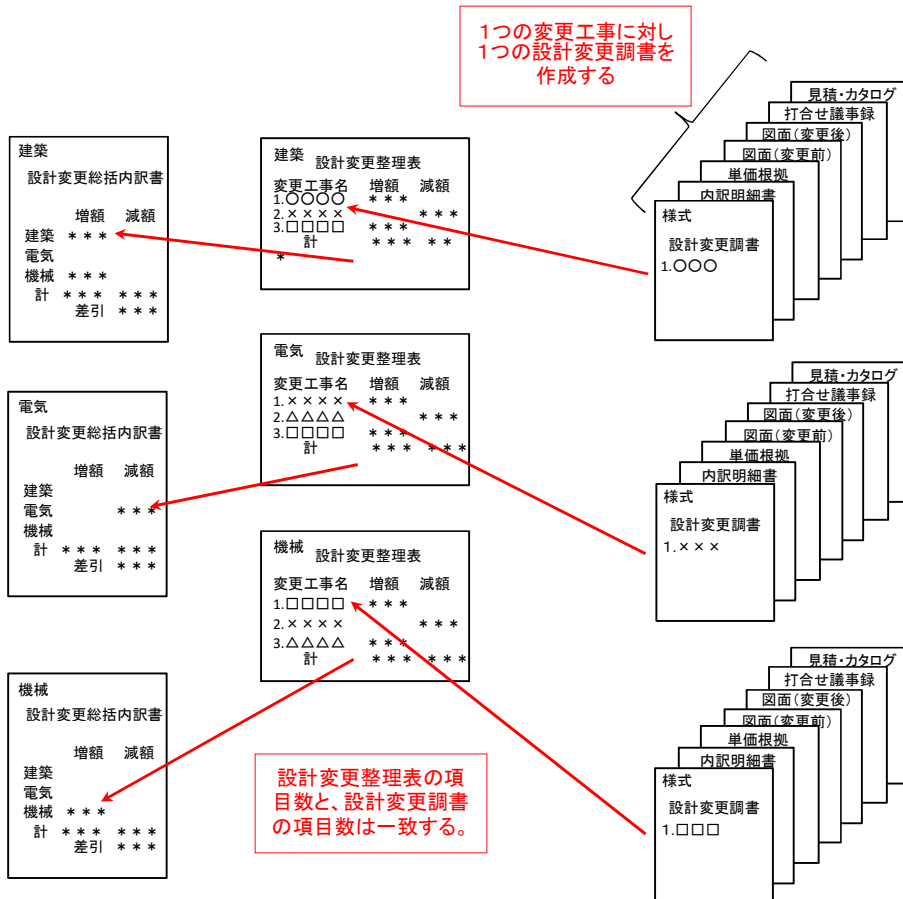 1つの変更工事に対し
1つの設計変更調書を
作成する
建築
設計変更総括内訳書
増額 減額
建築 ***
電気
機械 ***
計 *** ***
差引 ***
建築
設計変更整理表
変更工事名 増額 減額
1.○○○○ ***
2.×××× ***
3.□□□□ ***
計 *** **
*
見積・カタログ
打合せ議事録
図面(変更後)
図面(変更前)
単価根拠
内訳明細書
様式
設計変更調書
1.○○○
電気
設計変更総括内訳書
増額 減額
建築
電気 ***
機械
計 *** ***
差引 ***
電気
設計変更整理表
変更工事名 増額 減額
1.×××× ***
2.△△△△ ***
3.□□□□ ***
計 *** ***
見積・カタログ
打合せ議事録
図面(変更後)
図面(変更前)
単価根拠
内訳明細書
様式
設計変更調書
1.×××
機械
設計変更総括内訳書
増額 減額
建築
電気
機械 ***
計 *** ***
差引 ***
機械
設計変更整理表
変更工事名 増額 減額
1.□□□□ ***
2.×××× ***
3.△△△△ ***
計 *** ***
見積・カタログ
打合せ議事録
図面(変更後)
図面(変更前)
単価根拠
内訳明細書
様式
設計変更調書
1.□□□
設計変更整理表の項
目数と、設計変更調書
の項目数は一致する。